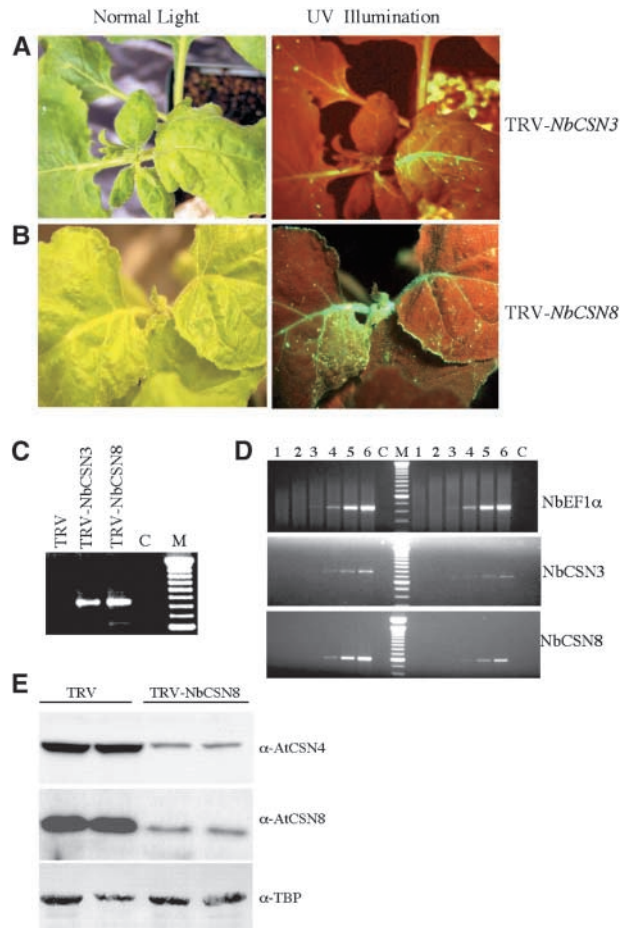 Normal Light UV Illumination
A
TRV-NbCSN3
B
TRV-NbCSN8
C
TRV
TRV-NbCSN3
TRV-NbCSN8
C M
D
1 2 3 4 5 6 C M 1 2 3 4 5 6 C
NbEF1α
NbCSN3
NbCSN8
E
TRV TRV-NbCSN8
α-AtCSN4
α-AtCSN8
α-TBP